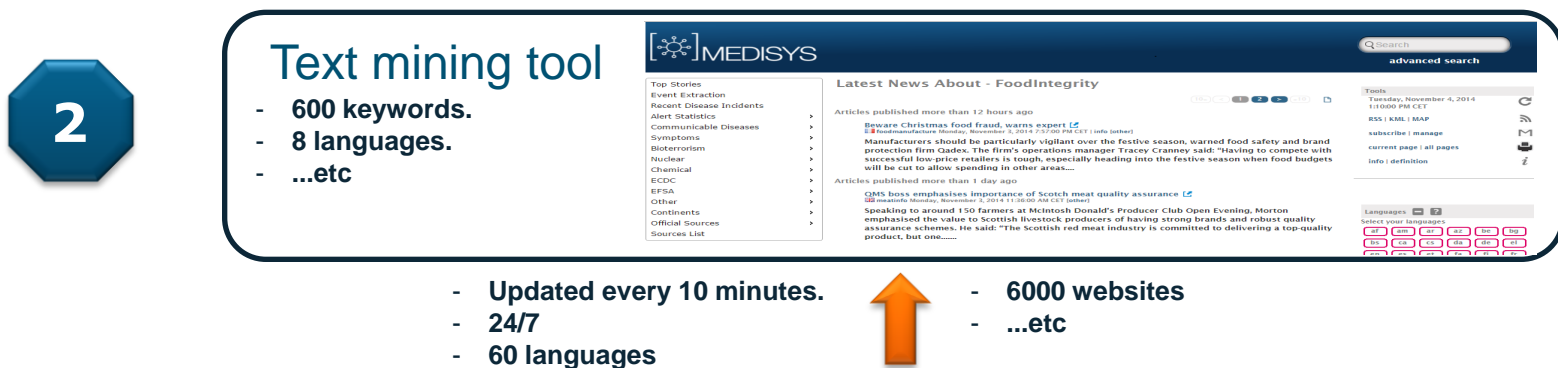 2
Text mining tool
- 600 keywords.
- 8 languages.
- ...etc
MEDISYS
Search
advanced search
Top Stories
Event Extraction
Recent Disease Incidents
Alert Statistics
Communicable Diseases
Symptoms
Bioterrorism
Nuclear
Chemical
ECDC
EFSA
Other
Continents
Official Sources
Sources List
Latest News About - FoodIntegrity
1 2 >
Articles published more than 12 hours ago
Beware Christmas food fraud, warns expert
foodmanufacture Monday, November 3, 2014 7:57:00 PM CET | info (other)
Manufacturers should be particularly vigilant over the festive season, warned food safety and brand
protection firm Qadex. The firm's operations manager Tracey Cranney said: "Having to compete with
successful low-price retailers is tough, especially heading into the festive season when food budgets
will be cut to allow spending in other areas....
Articles published more than 1 day ago
QMS boss emphasises importance of Scotch meat quality assurance
meatinfo Monday, November 3, 2014 11:36:00 AM CET (other)
Speaking to around 150 farmers at McIntosh Donald's Producer Club Open Evening, Morton
emphasised the value to Scottish livestock producers of having strong brands and robust quality
assurance schemes. He said: "The Scottish red meat industry is committed to delivering a top-quality
product, but one......
Tools
Tuesday, November 4, 2014
1:10:00 PM CET
RSS | KML | MAP
subscribe | manage
current page | all pages
info | definition
Languages
Select your languages
af am ar az be bg
bs ca cs da de el
- Updated every 10 minutes.
- 24/7
- 60 languages
- 6000 websites
- ...etc